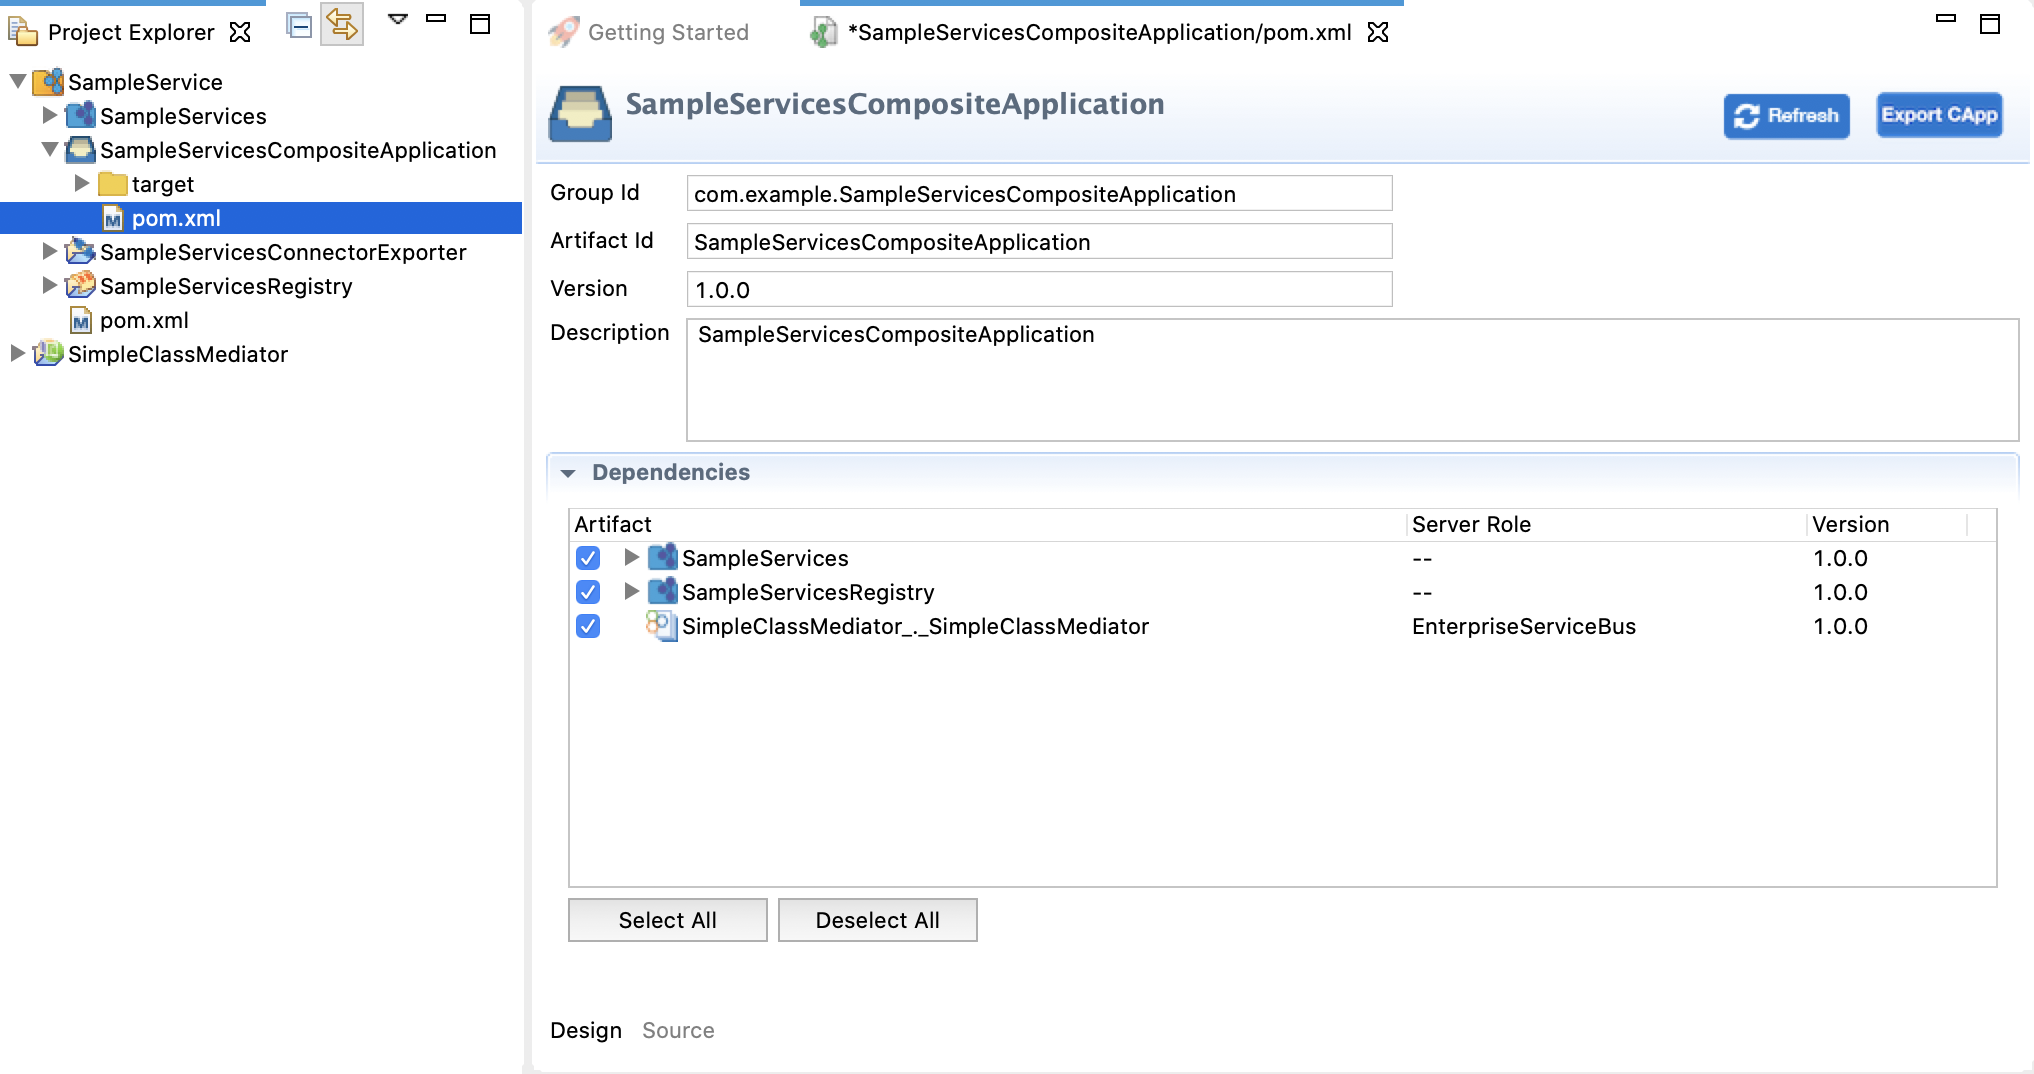 Project Explorer
SampleService
SampleServices
SampleServicesCompositeApplication
target
pom.xml
SampleServicesConnectorExporter
SampleServicesRegistry
pom.xml
SimpleClassMediator
Getting Started
*SampleServicesCompositeApplication/pom.xml
SampleServicesCompositeApplication
Refresh
Export CApp
Group Id com.example.SampleServicesCompositeApplication
Artifact Id SampleServicesCompositeApplication
Version 1.0.0
Description SampleServicesCompositeApplication
Dependencies
Artifact Server Role Version
SampleServices -- 1.0.0
SampleServicesRegistry -- 1.0.0
SimpleClassMediator_._SimpleClassMediator EnterpriseServiceBus 1.0.0
Select All Deselect All
Design Source